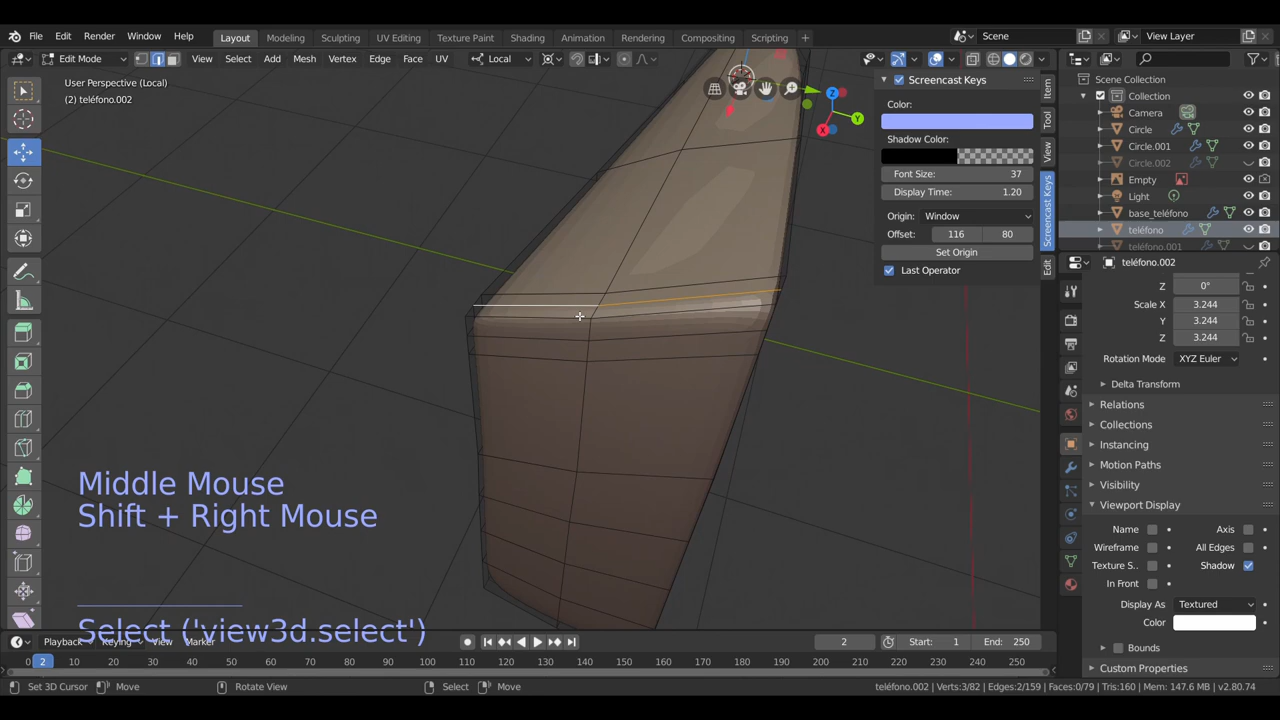 File Edit Render Window Help Layout Modeling Sculpting UV Editing Texture Paint Shading Animation Rendering Compositing Scripting + Scene View Layer
Edit Mode View Select Add Mesh Vertex Edge Face UV Local
User Perspective (Local)
(2) teléfono.002
Screencast Keys
Color:
Shadow Color:
Font Size: 37
Display Time: 1.20
Origin: Window
Offset: 116 80
Set Origin
Last Operator
Item
Tool
View
Screencast Keys
Edit
Z
Y
X
Scene Collection
Collection
Camera
Circle
Circle.001
Circle.002
Empty
Light
base_teléfono
teléfono
teléfono.001
teléfono.002
0°
Scale X 3.244
Y 3.244
Z 3.244
Rotation Mode XYZ Euler
Delta Transform
Relations
Collections
Instancing
Motion Paths
Visibility
Viewport Display
Name Axis
Wireframe All Edges
Texture S.. Shadow
In Front
Display As Textured
Color
Bounds
Custom Properties
Middle Mouse
Shift + Right Mouse
Select ('view3d.select')
Playback Keying View Marker 2 Start: 1 End: 250
2 10 20 30 40 50 60 70 80 90 100 110 120 130 140 150 160 170 180 190 200 210 220 230 240 250
Set 3D Cursor Move Rotate View Select Move teléfono.002 | Verts:3/82 | Edges:2/159 | Faces:0/79 | Tris:160 | Mem: 147.6 MB | v2.80.74